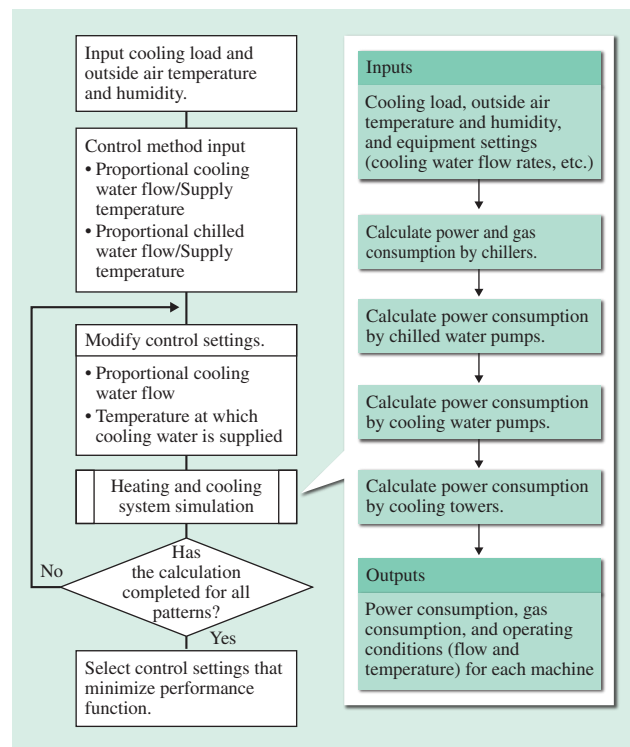 Input cooling load and
outside air temperature
and humidity.
Control method input
• Proportional cooling
water flow/Supply
temperature
• Proportional chilled
water flow/Supply
temperature
Modify control settings.
• Proportional cooling
water flow
• Temperature at which
cooling water is supplied
Heating and cooling
system simulation
Has
the calculation
completed for all
patterns?
No
Yes
Select control settings that
minimize performance
function.
Inputs
Cooling load, outside air
temperature and humidity,
and equipment settings
(cooling water flow rates, etc.)
Calculate power and gas
consumption by chillers.
Calculate power consumption
by chilled water pumps.
Calculate power consumption
by cooling water pumps.
Calculate power consumption
by cooling towers.
Outputs
Power consumption, gas
consumption, and operating
conditions (flow and
temperature) for each machine